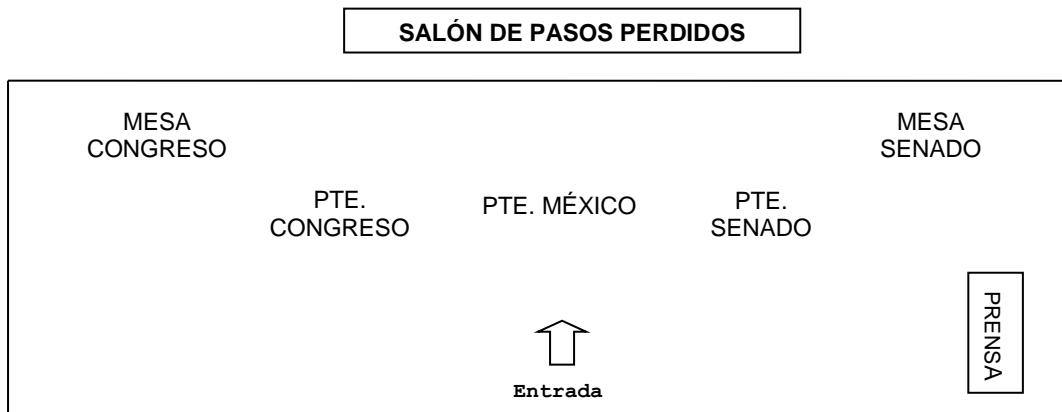 SALÓN DE PASOS PERDIDOS
MESA
CONGRESO
MESA
SENADO
PTE.
CONGRESO
PTE. MÉXICO
PTE.
SENADO
PRENSA
Entrada